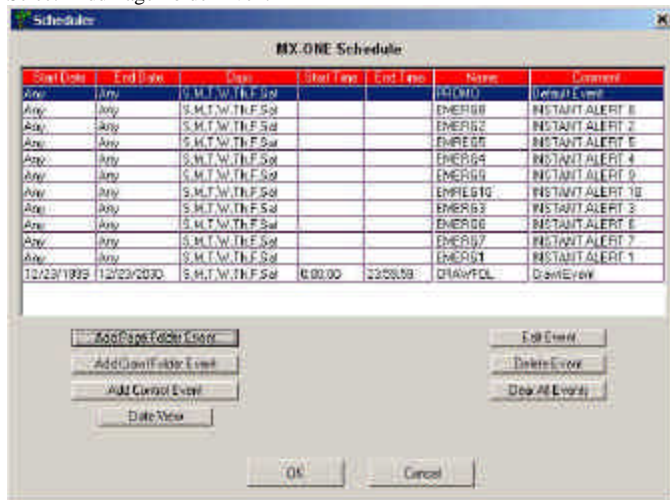 Scheduler
MX-ONE Schedule
Start Date End Date Days Start Time End Time Name Comment
Any Any S,M,T,W,Th,F,Sat PROMO Default Event
Any Any S,M,T,W,Th,F,Sat INSTANT ALERT 8
Any Any S,M,T,W,Th,F,Sat EMERG2 INSTANT ALERT 2
Any Any S,M,T,W,Th,F,Sat EMREG5 INSTANT ALERT 5
Any Any S,M,T,W,Th,F,Sat EMERG4 INSTANT ALERT 4
Any Any S,M,T,W,Th,F,Sat EMERG9 INSTANT ALERT 9
Any Any S,M,T,W,Th,F,Sat EMREG10 INSTANT ALERT 10
Any Any S,M,T,W,Th,F,Sat EMERG3 INSTANT ALERT 3
Any Any S,M,T,W,Th,F,Sat EMERG6 INSTANT ALERT 6
Any Any S,M,T,W,Th,F,Sat EMERG7 INSTANT ALERT 7
Any Any S,M,T,W,Th,F,Sat EMERG1 INSTANT ALERT 1
12/23/1999 12/23/2030 S,M,T,W,Th,F,Sat 0:00:00 23:59:59 CrawlEvent
Add Page Folder Event Edit Event
Add Crawl Folder Event Delete Event
Add Control Event Clear All Events
Date View
OK Cancel